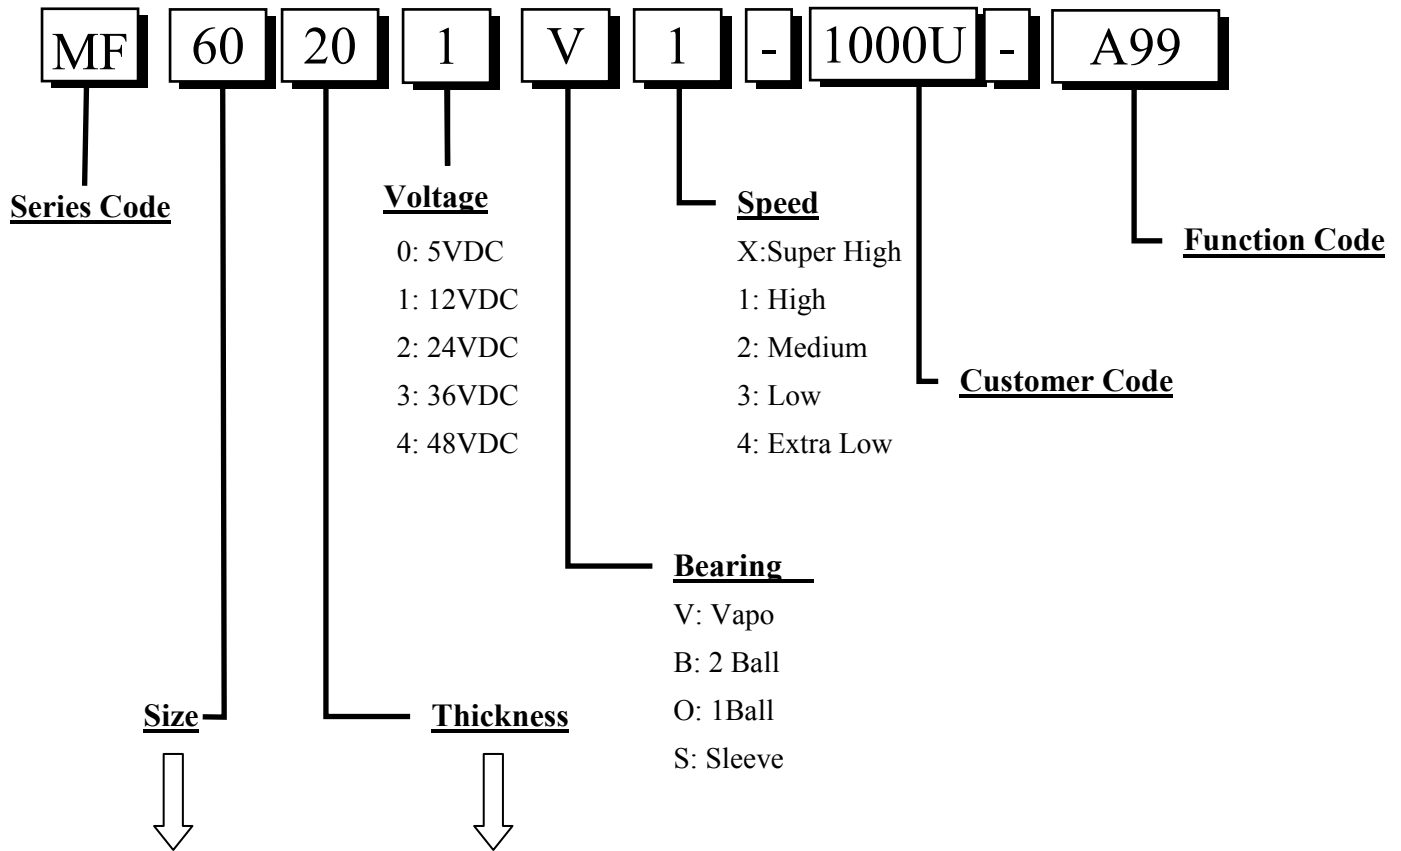 MF 60 20 1 V 1 - 1000U - A99
Series Code
Voltage
0: 5VDC
1: 12VDC
2: 24VDC
3: 36VDC
4: 48VDC
Speed
X:Super High
1: High
2: Medium
3: Low
4: Extra Low
Function Code
Customer Code
Bearing
V: Vapo
B: 2 Ball
O: 1Ball
S: Sleeve
Size
Thickness